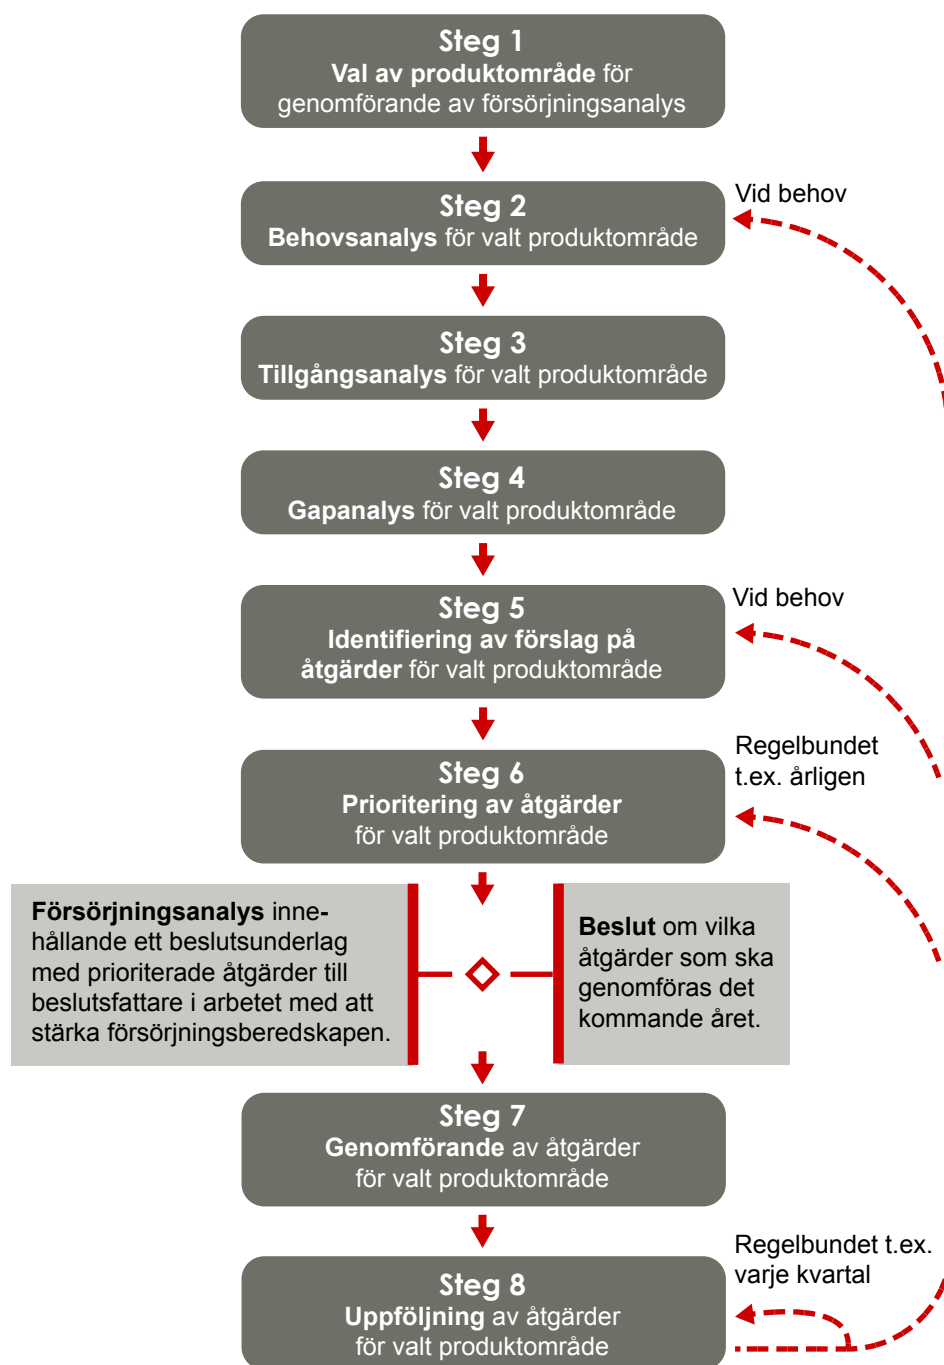 Steg 1
Val av produktområde för
genomförande av försörjningsanalys
Steg 2
Behovsanalys för valt produktområde
Vid behov
Steg 3
Tillgångsanalys för valt produktområde
Steg 4
Gapanalys för valt produktområde
Steg 5
Identifiering av förslag på
åtgärder för valt produktområde
Vid behov
Steg 6
Prioritering av åtgärder
för valt produktområde
Regelbundet
t.ex. årligen
Försörjningsanalys inne-
hållande ett beslutsunderlag
med prioriterade åtgärder till
beslutsfattare i arbetet med att
stärka försörjningsberedskapen.
Beslut om vilka
åtgärder som ska
genomföras det
kommande året.
Steg 7
Genomförande av åtgärder
för valt produktområde
Steg 8
Uppföljning av åtgärder
för valt produktområde
Regelbundet t.ex.
varje kvartal